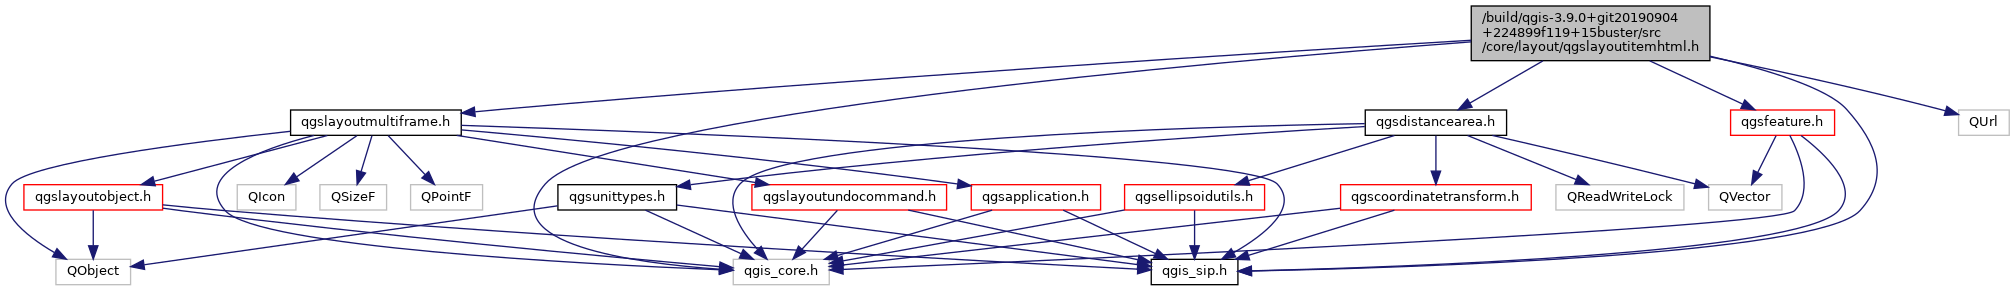 /build/qgis-3.9.0+git20190904
+224899f119+15buster/src
/core/layout/qgslayoutitemhtml.h
qgslayoutmultiframe.h
qgsdistancearea.h
qgsfeature.h
QUrl
qgslayoutobject.h
QIcon
QSizeF
QPointF
qgsunittypes.h
qgslayoutundocommand.h
qgsapplication.h
qgsellipsoidutils.h
qgscoordinatetransform.h
QReadWriteLock
QVector
QObject
qgis_core.h
qgis_sip.h